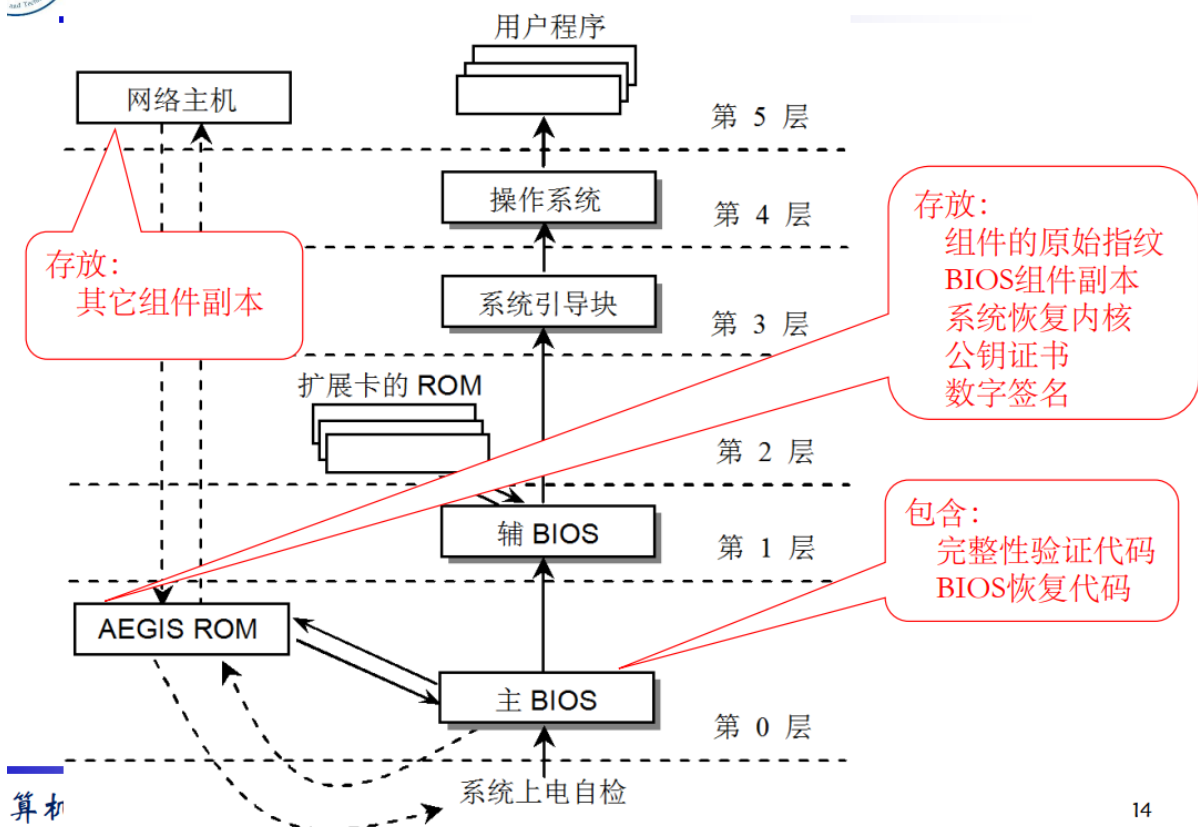 and Techn
用户程序
网络主机
第 5 层
操作系统
第 4 层
存放：
其它组件副本
存放：
组件的原始指纹
BIOS组件副本
系统恢复内核
公钥证书
数字签名
系统引导块
第 3 层
扩展卡的 ROM
第 2 层
辅 BIOS
第 1 层
包含：
完整性验证代码
BIOS恢复代码
AEGIS ROM
主 BIOS
第 0 层
系统上电自检
算机
14